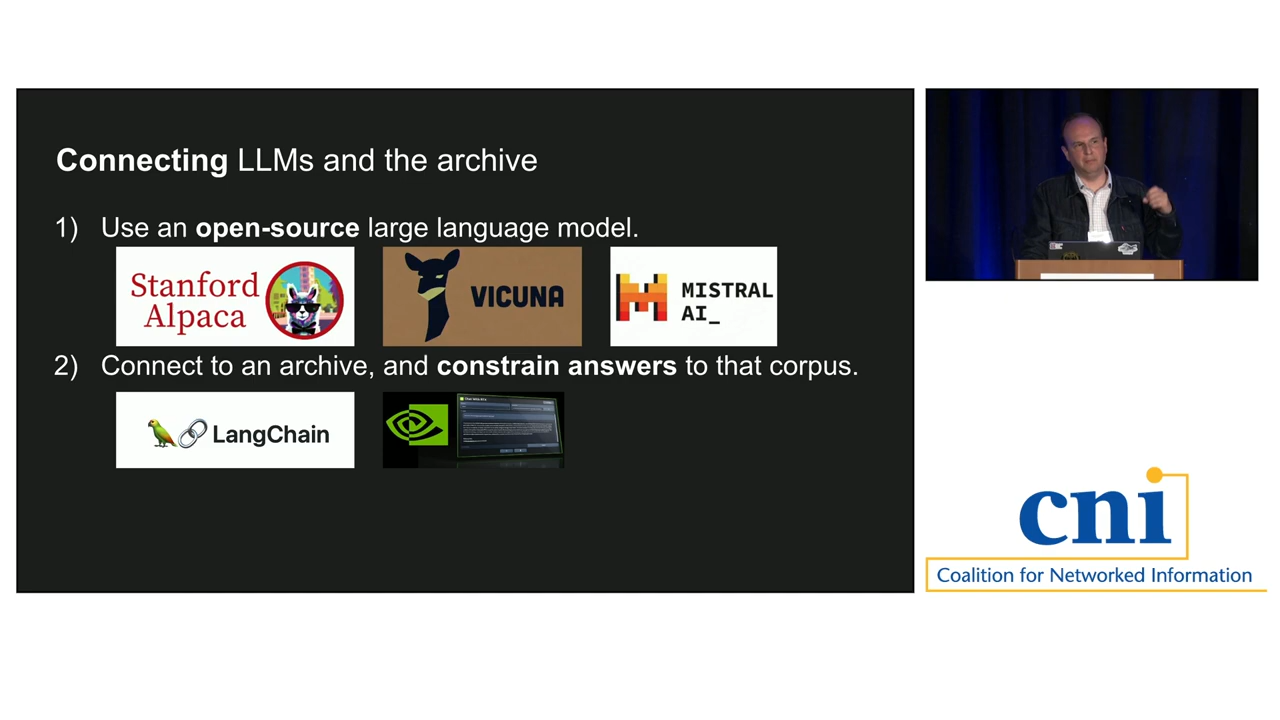 Connecting LLMs and the archive
1) Use an open-source large language model.
Stanford
Alpaca
VICUNA
MISTRAL
AI_
2) Connect to an archive, and constrain answers to that corpus.
LangChain
cni
Coalition for Networked Information